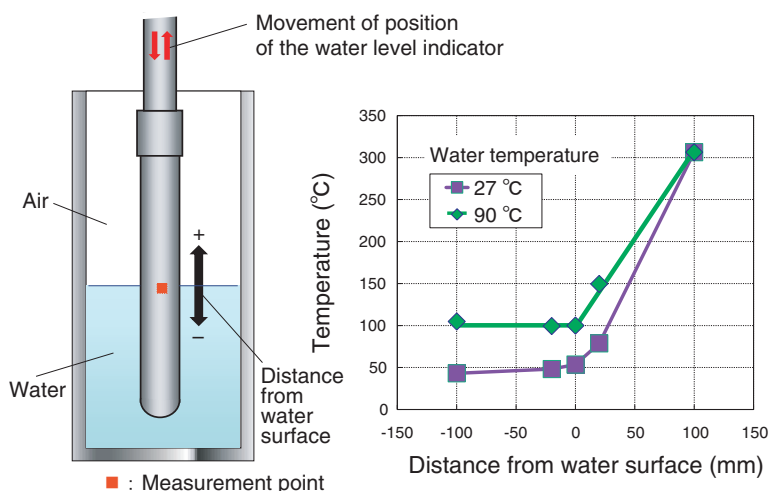 Movement of position
of the water level indicator
Air
+
−
Water
Distance
from
water
surface
■ : Measurement point
Temperature (°C)
350
300
250
200
150
100
50
0
Water temperature
27 °C
90 °C
-150 -100 -50 0 50 100 150
Distance from water surface (mm)